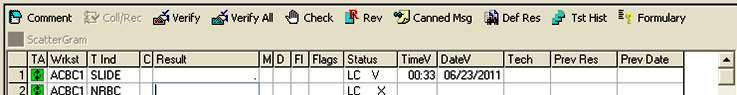 Comment Coll/Rec Verify Verify All Check Rev Canned Msg Def Res Tst Hist Formulary
ScatterGram
TA Wrkst T Ind C Result M D Fl Flags Status TimeV DateV Tech Prev Res Prev Date
1 ACBC1 SLIDE . LC V 00:33 06/23/2011
2 ACBC1 NRBC LC X